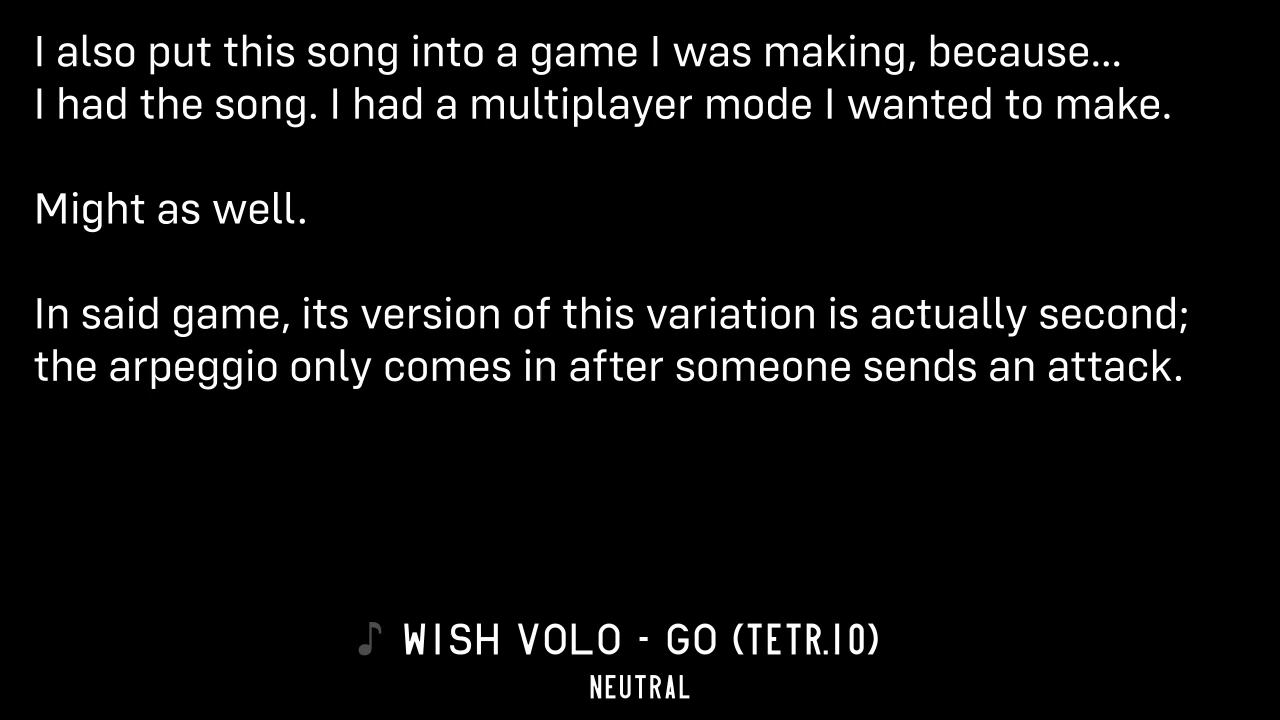 I also put this song into a game I was making, because...
I had the song. I had a multiplayer mode I wanted to make.
Might as well.
In said game, its version of this variation is actually second;
the arpeggio only comes in after someone sends an attack.
♪ WISH VOLO - GO (TETR.IO)
NEUTRAL